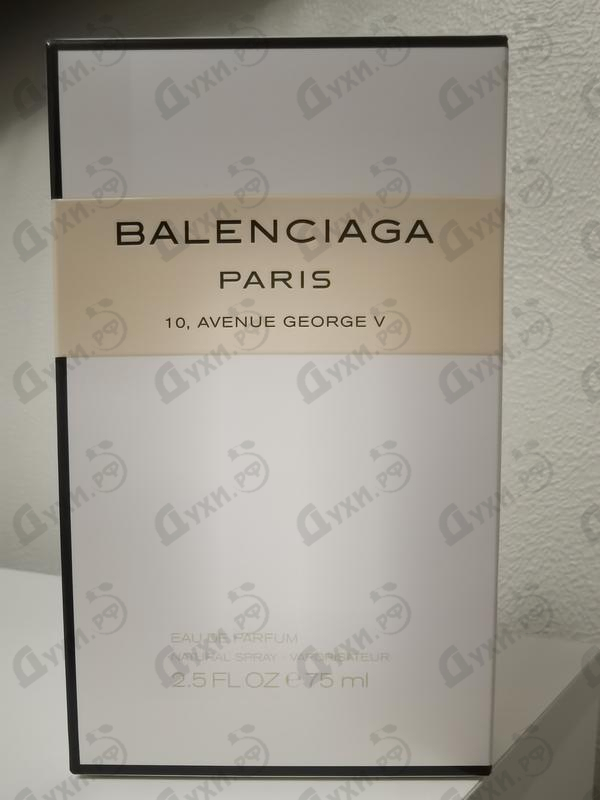 BALENCIAGA
PARIS
10, AVENUE GEORGE V
EAU DE PARFUM
NATURAL SPRAY - VAPORISATEUR
2.5 FL OZ ℮ 75 ml
Духи.рф